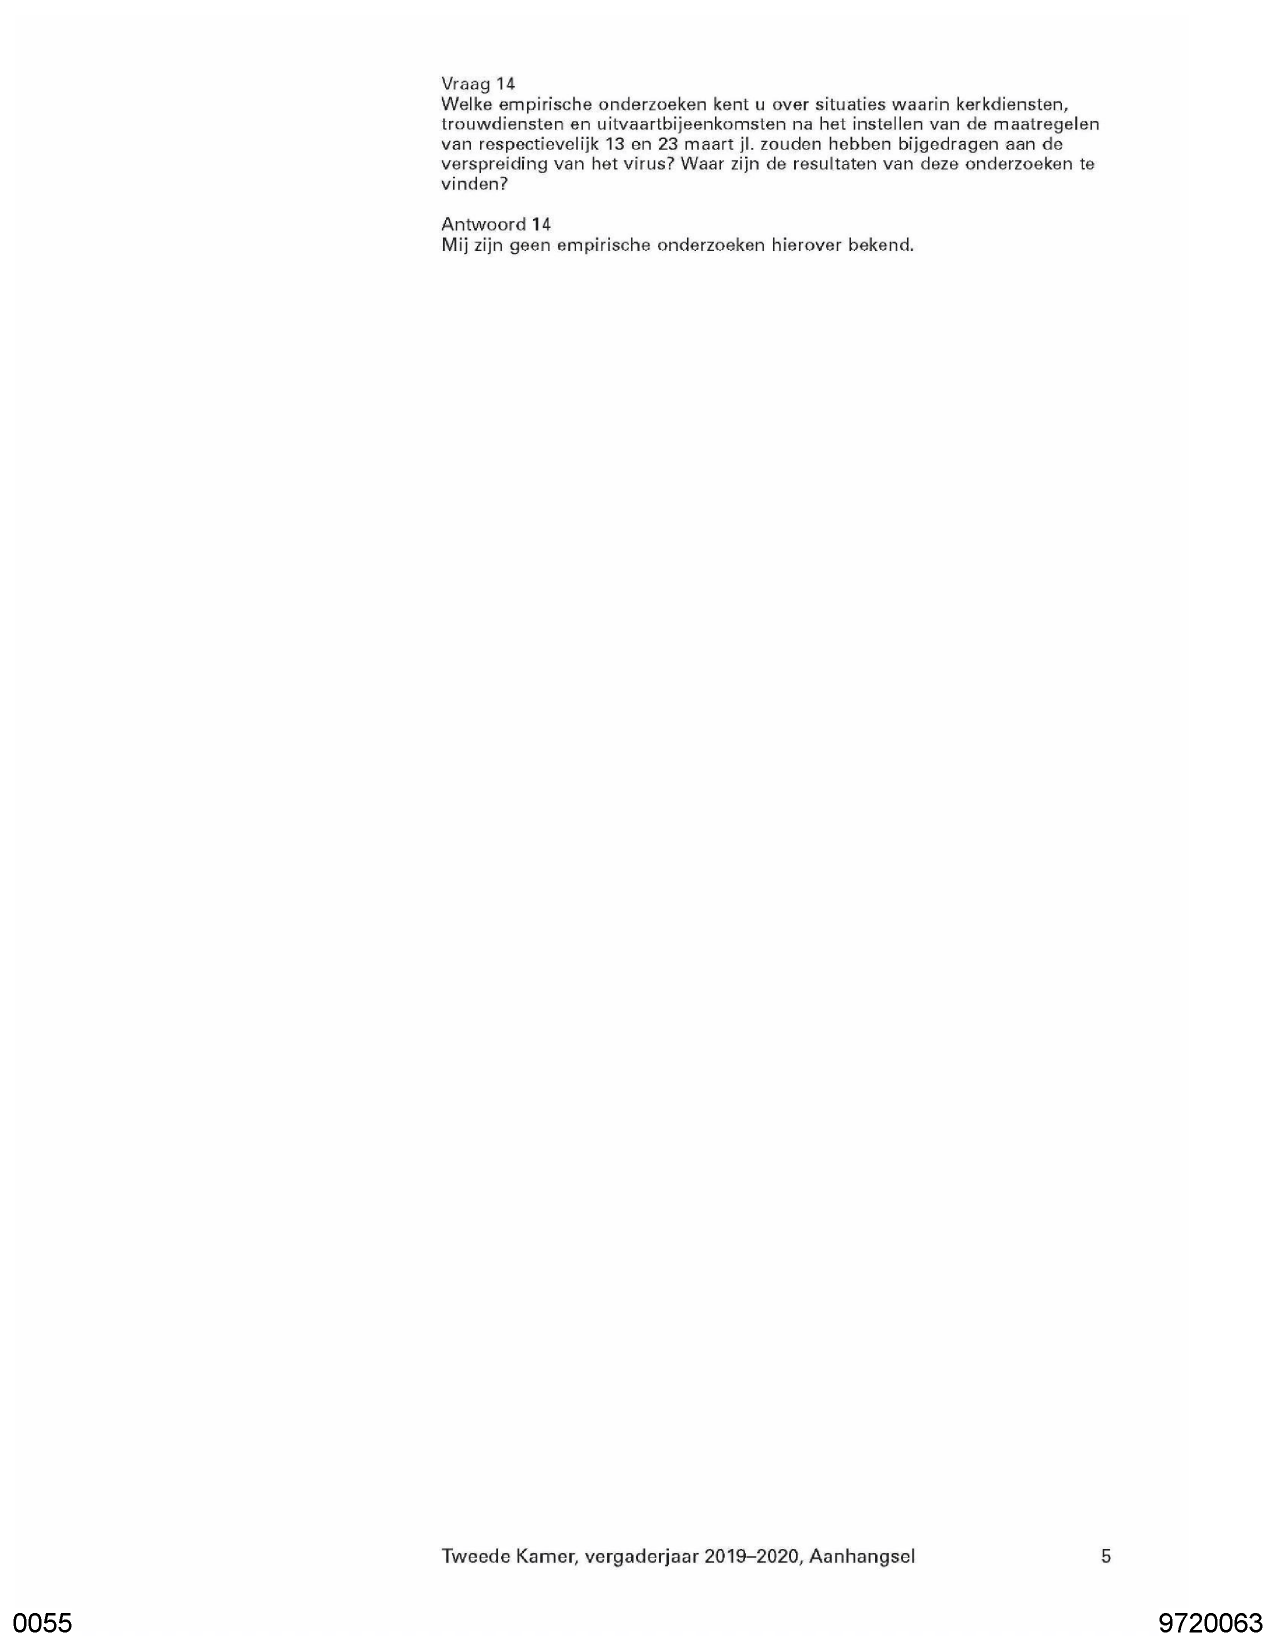 Vraag 14
Welke empirische onderzoeken kent u over situaties waarin kerkdiensten,
trouwdiensten en uitvaartbijeenkomsten na het instellen van de maatregelen
van respectievelijk 13 en 23 maart jl. zouden hebben bijgedragen aan de
verspreiding van het virus? Waar zijn de resultaten van deze onderzoeken te
vinden?
Antwoord 14
Mij zijn geen empirische onderzoeken hierover bekend.
Tweede Kamer, vergaderjaar 2019–2020, Aanhangsel 5
0055 9720063